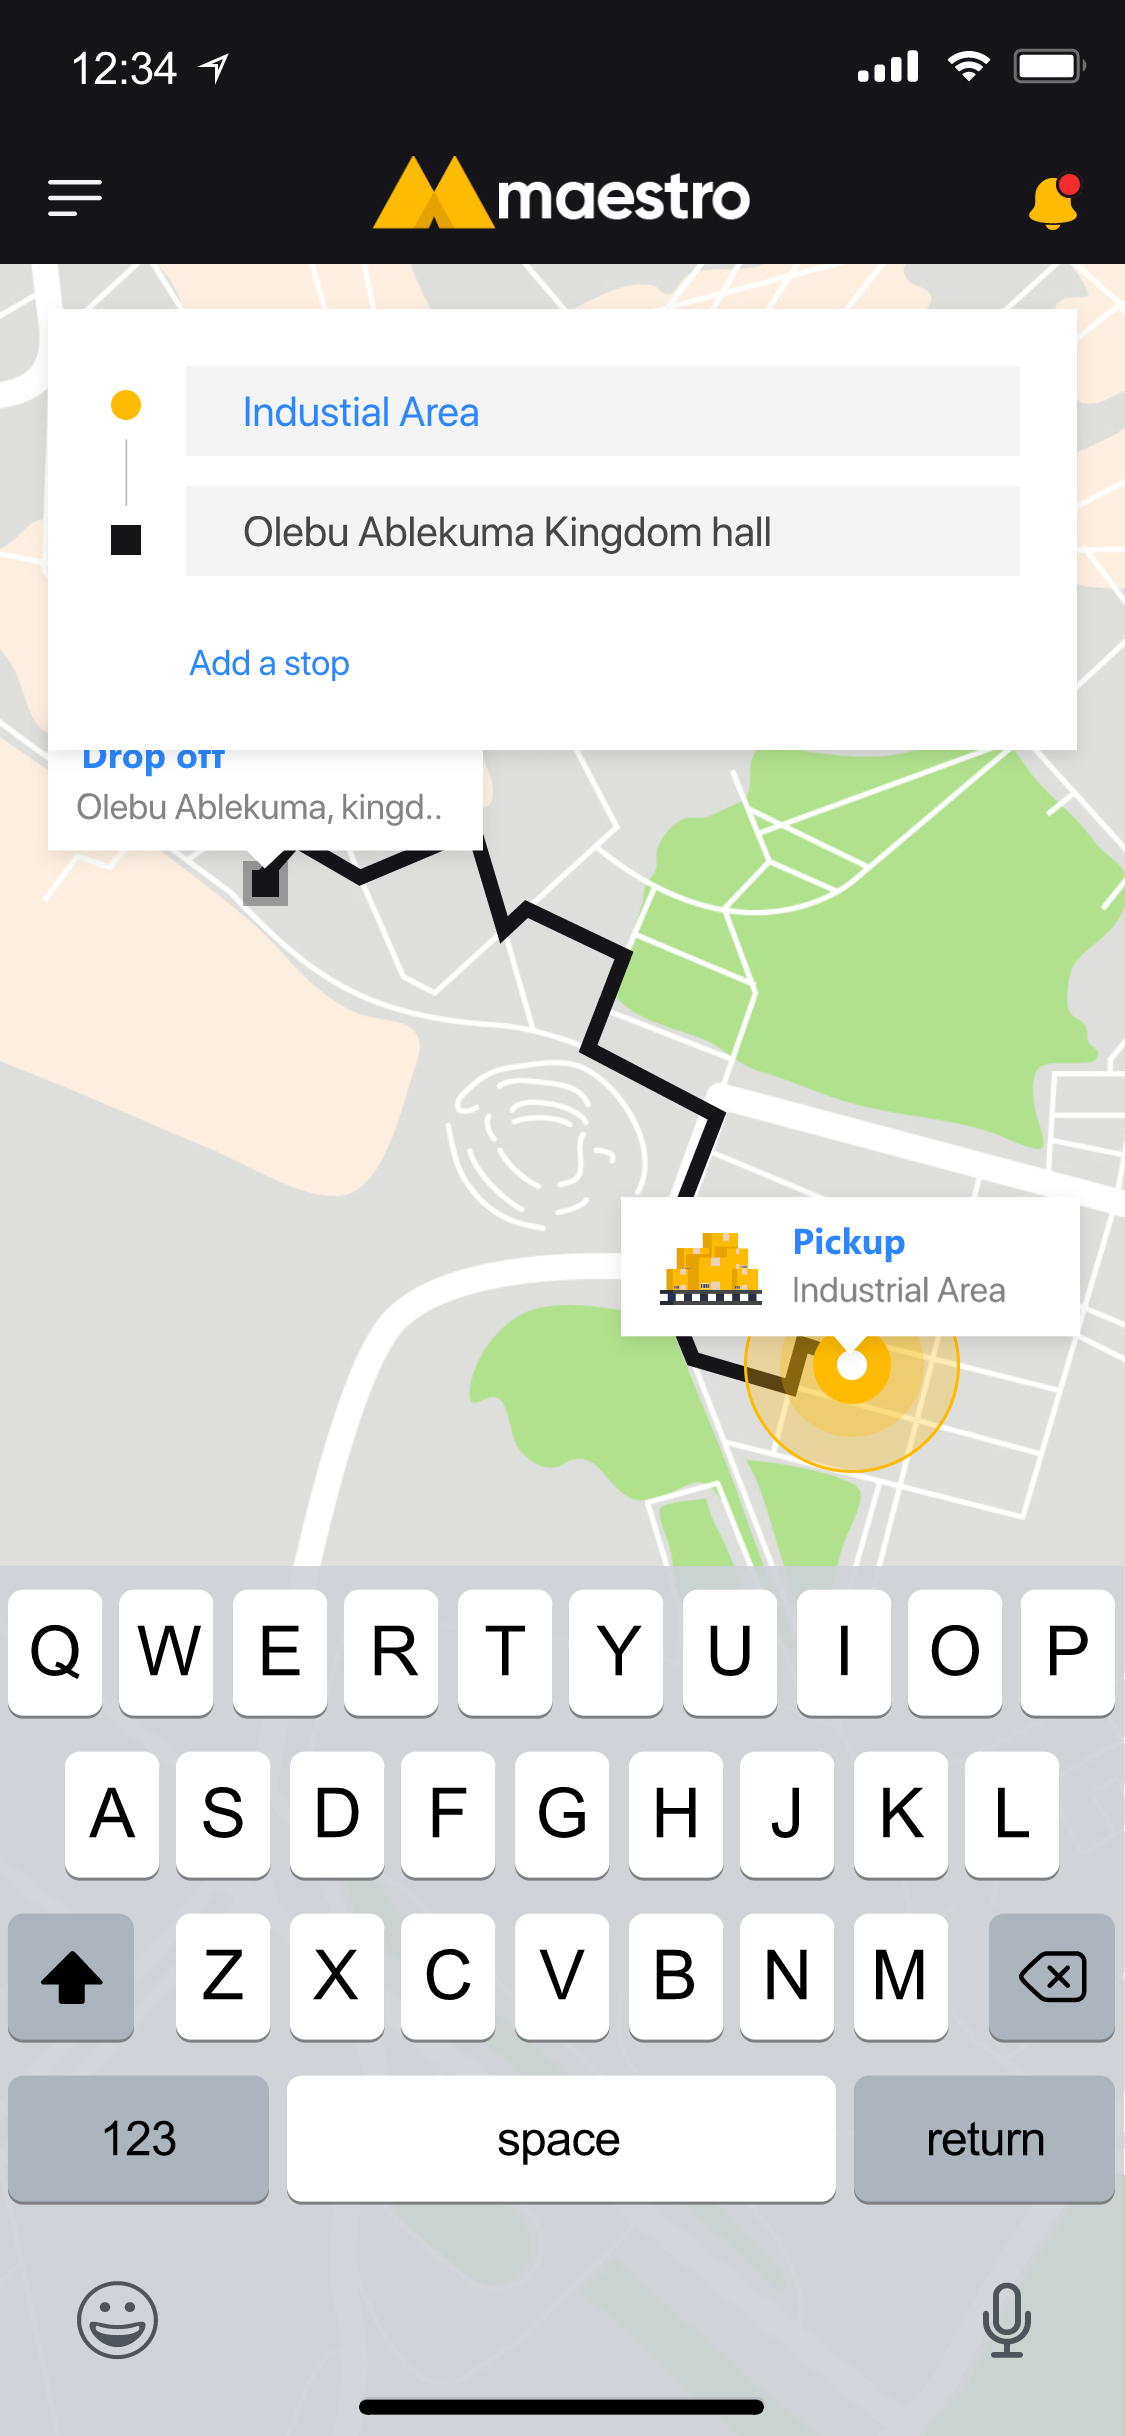 12:34
maestro
Industial Area
Olebu Ablekuma Kingdom hall
Add a stop
Drop off
Olebu Ablekuma, kingd..
Pickup
Industrial Area
Q W E R T Y U I O P
A S D F G H J K L
Z X C V B N M
123 space return